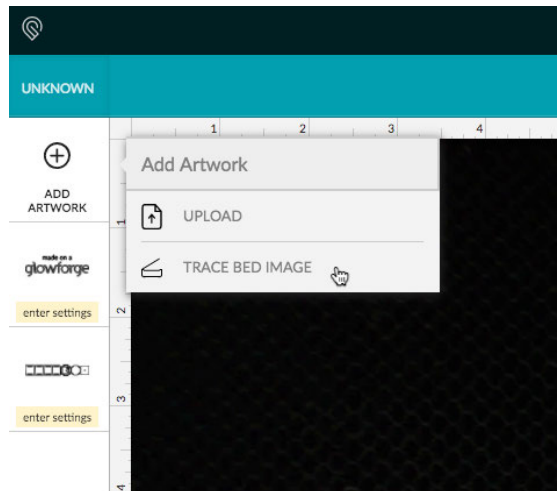 UNKNOWN
1 2 3 4
ADD
ARTWORK
Add Artwork
UPLOAD
TRACE BED IMAGE
1
made on a
glowforge
enter settings
2
enter settings
3
4